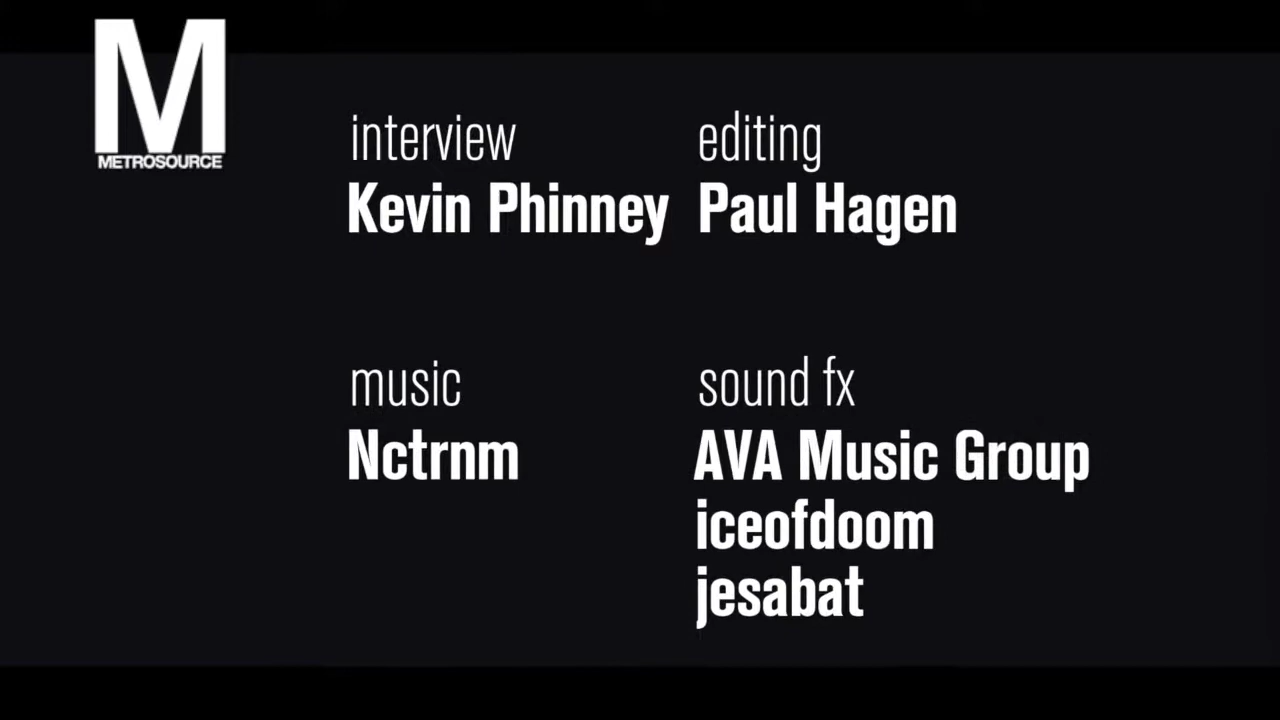 M
METROSOURCE
interview
Kevin Phinney
editing
Paul Hagen
music
Nctrnm
sound fx
AVA Music Group
iceofdoom
jesabat